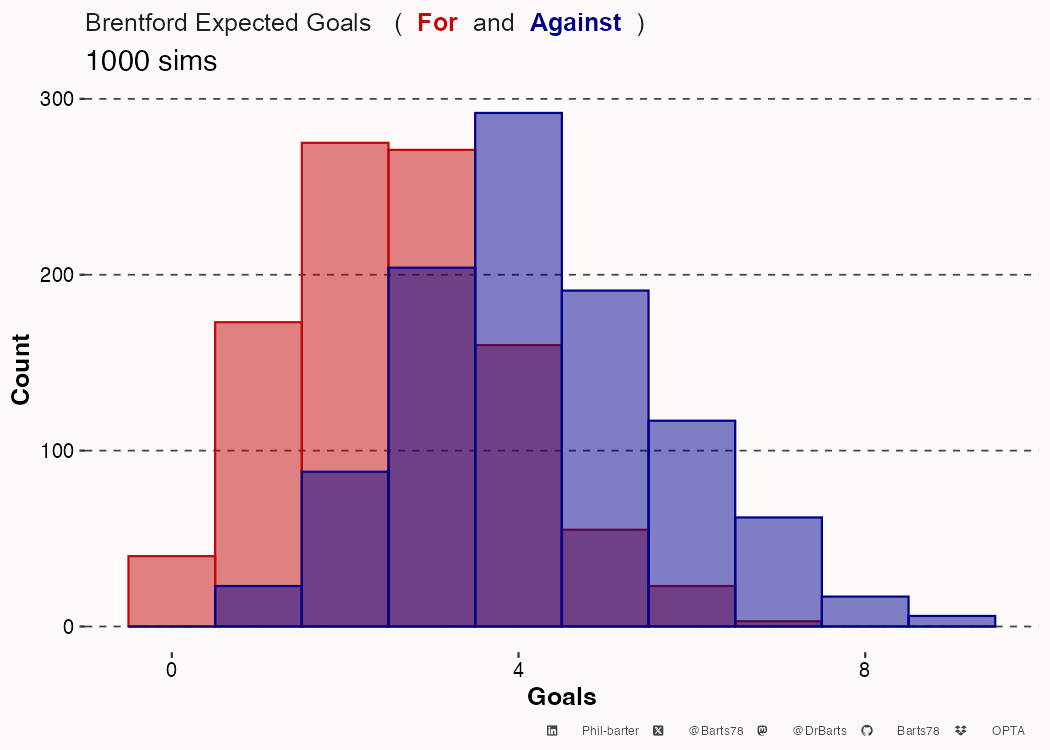 Brentford Expected Goals ( For and Against )
1000 sims
300
200
100
0
Count
0 4 8
Goals
Phil-barter @Barts78 @DrBarts Barts78 OPTA